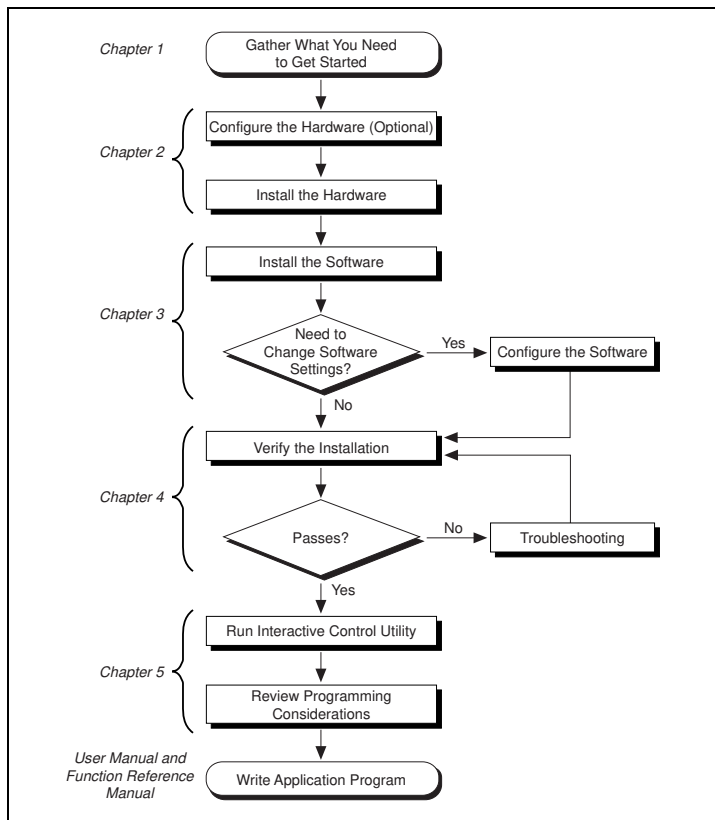 Chapter 1
Gather What You Need
to Get Started
Configure the Hardware (Optional)
Chapter 2
Install the Hardware
Install the Software
Chapter 3
Need to
Change Software
Settings?
Yes
Configure the Software
No
Verify the Installation
Chapter 4
Passes?
No
Troubleshooting
Yes
Run Interactive Control Utility
Chapter 5
Review Programming
Considerations
User Manual and
Function Reference
Manual
Write Application Program